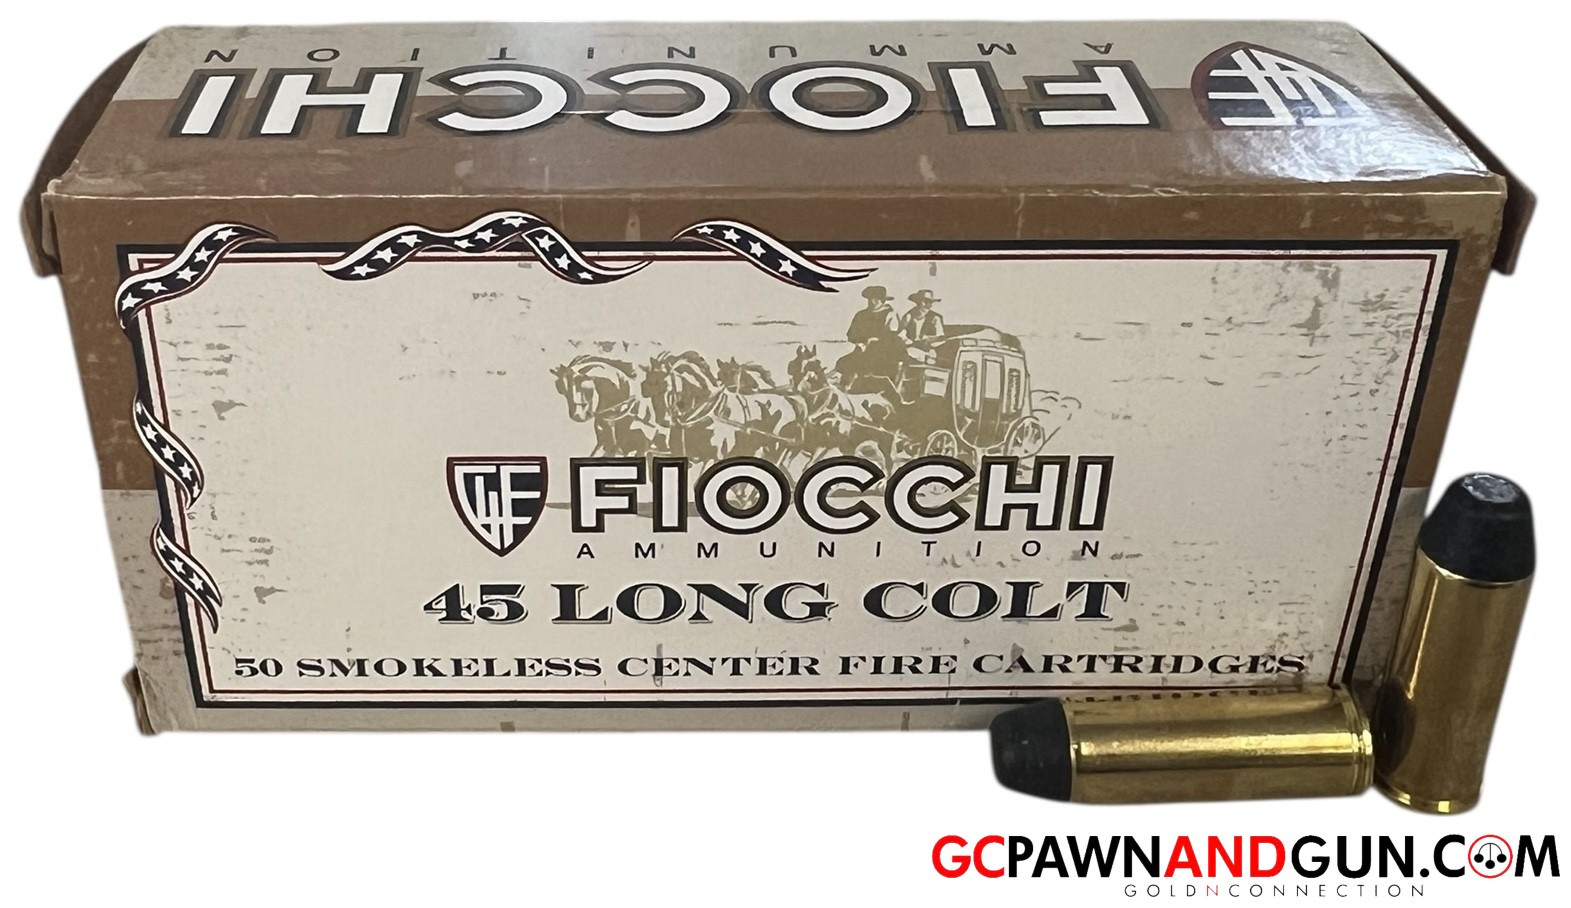 FIOCCHI
AMMUNITION
FIOCCHI
AMMUNITION
45 LONG COLT
50 SMOKELESS CENTER FIRE CARTRIDGES
GCPAWNANDGUN.COM
GOLDNCONNECTION